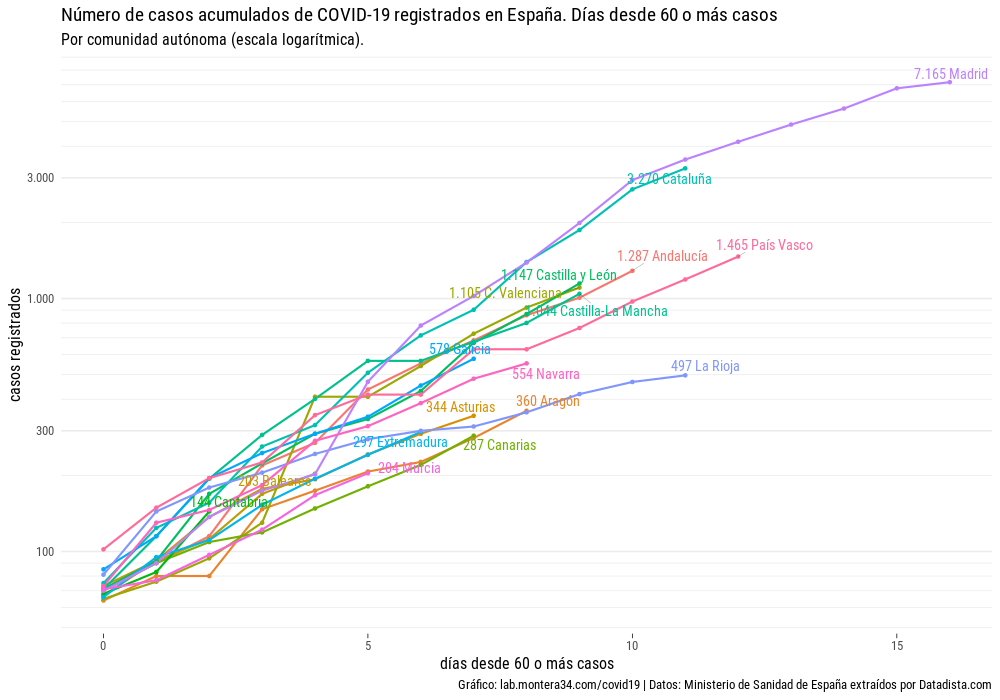 Número de casos acumulados de COVID-19 registrados en España. Días desde 60 o más casos
Por comunidad autónoma (escala logarítmica).
7.165 Madrid
3.000
3.270 Cataluña
1.465 País Vasco
1.287 Andalucía
1.147 Castilla y León
1.105 C. Valenciana
1.000
1.044 Castilla-La Mancha
578 Galicia
497 La Rioja
554 Navarra
360 Aragón
344 Asturias
300
297 Extremadura
287 Canarias
204 Murcia
203 Baleares
144 Cantabria
100
casos registrados
0
5
10
15
días desde 60 o más casos
Gráfico: lab.montera34.com/covid19 | Datos: Ministerio de Sanidad de España extraídos por Datadista.com